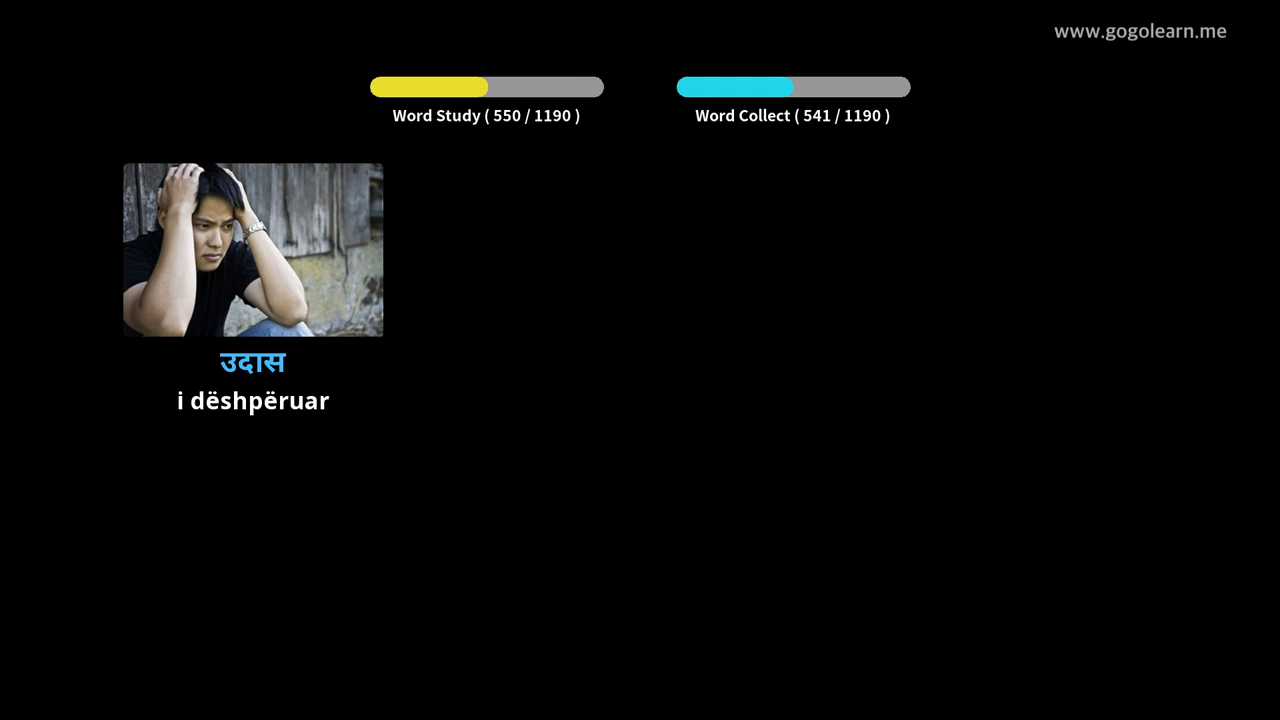 www.gogolearn.me
Word Study ( 550 / 1190 )
Word Collect ( 541 / 1190 )
उदास
i dëshpëruar